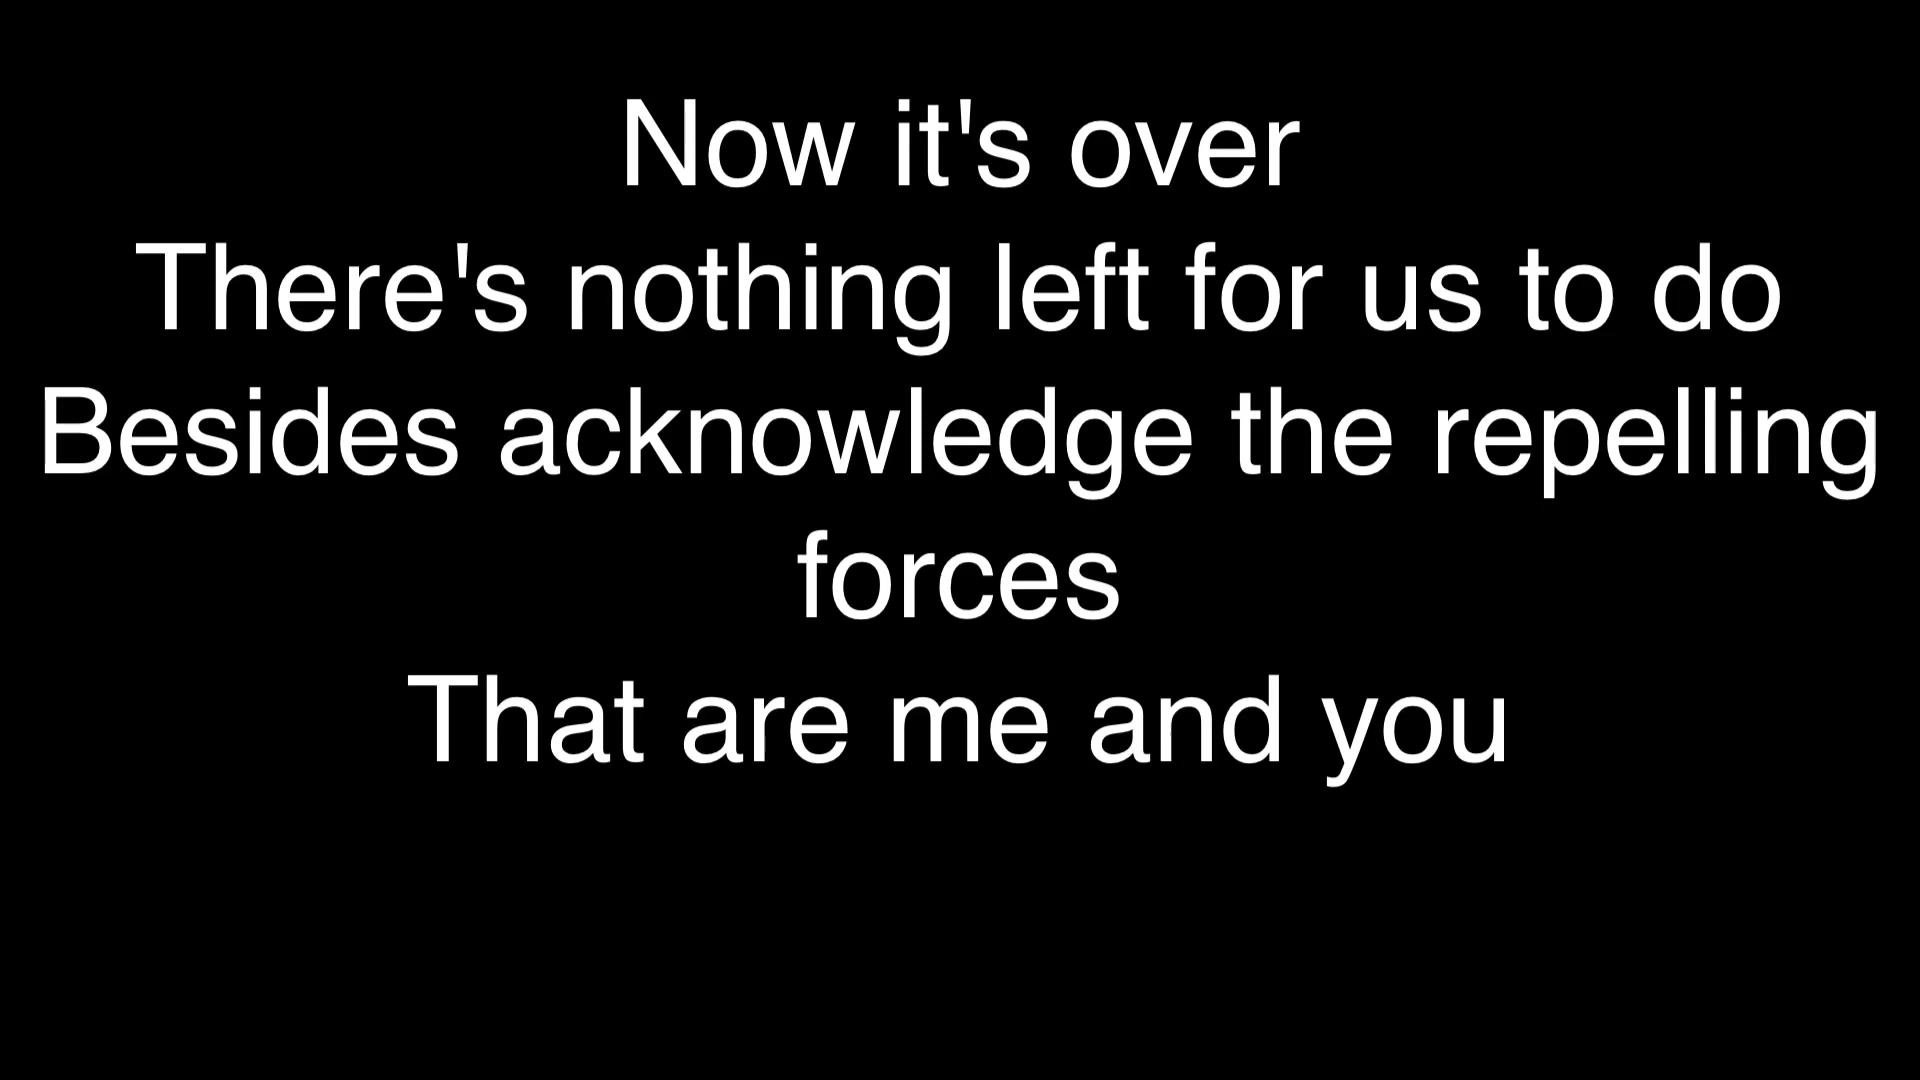 Now it's over
There's nothing left for us to do
Besides acknowledge the repelling
forces
That are me and you